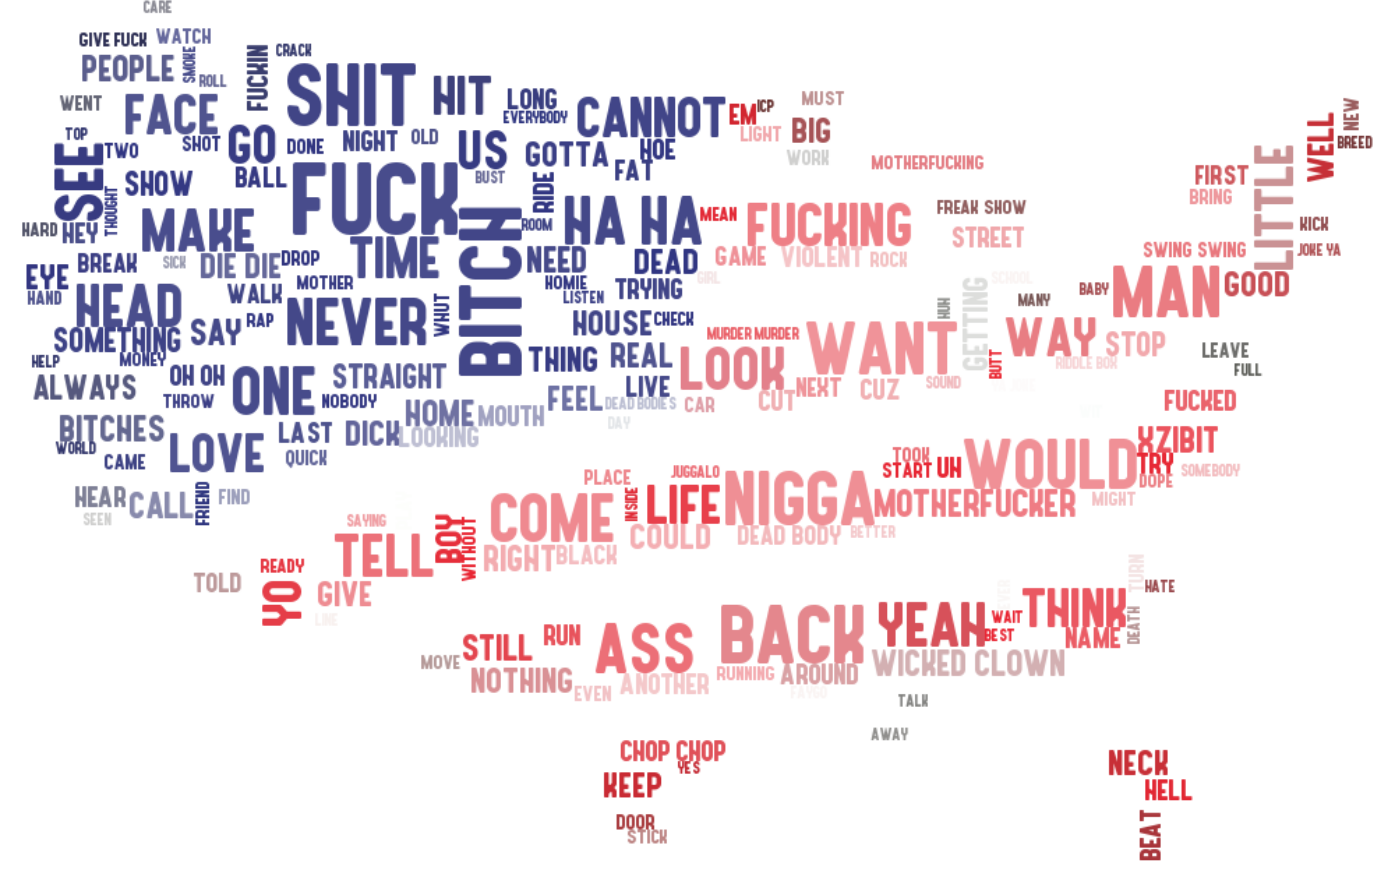 CARE
GIVE FUCK WATCH
PEOPLE SMOKE ROLL FUCKIN CRACK
SHIT HIT LONG EVERYBODY CANNOT EM ICP MUST
WENT FACE LIGHT BIG WORK
TOP TWO SHOT GO DONE NIGHT OLD US GOTTA HOE FAT
SEE THOUGHT SHOW BALL FUCK BUST RIDE MOTHERFUCKING
HARD HEY MAKE BITCH ROOM HA HA MEAN FUCKING FREAK SHOW STREET
FIRST BRING LITTLE WELL NEW BREED KICK JOKE YA
BREAK SICK DIE DIE DROP TIME NEED DEAD GAME VIOLENT ROCK GIRL SCHOOL SWING SWING
EYE HAND HEAD WALK MOTHER HOMIE LISTEN TRYING HUH GETTING MANY BABY MAN GOOD
SOMETHING SAY RAP NEVER WHUT HOUSE CHECK MURDER MURDER WANT WAY STOP LEAVE
HELP MONEY THING REAL LOOK BUTT RIDDLE BOX FULL
ALWAYS OH OH ONE STRAIGHT FEEL LIVE NEXT CUZ SOUND
THROW NOBODY HOME MOUTH DEAD BODIES CAR CUT FUCKED
BITCHES WORLD LAST DICK LOOKING DAY XZIBIT
CAME LOVE QUICK TOOK START UH WOULD TRY SOMEBODY DOPE
HEAR CALL FRIEND FIND PLACE JUGGALO
SEEN COME INSIDE LIFE NIGGA MOTHERFUCKER MIGHT
SAYING BOY WITHOUT COULD DEAD BODY BETTER
TELL RIGHT BLACK
TOLD READY YO GIVE LINE TURN HATE
BACK YEAH WAIT BEST THINK NAME DEATH
STILL RUN ASS
MOVE NOTHING EVEN ANOTHER RUNNING AROUND WICKED CLOWN
FAYGO TALK
AWAY
CHOP CHOP YES NECK
KEEP HELL
DOOR STICK BEAT